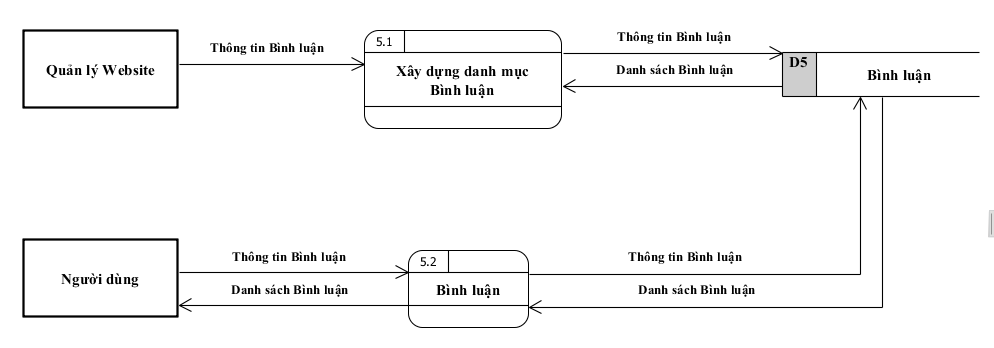 Quản lý Website
Thông tin Bình luận
5.1
Xây dựng danh mục
Bình luận
Thông tin Bình luận
Danh sách Bình luận
D5
Bình luận
Người dùng
Thông tin Bình luận
Danh sách Bình luận
5.2
Bình luận
Thông tin Bình luận
Danh sách Bình luận